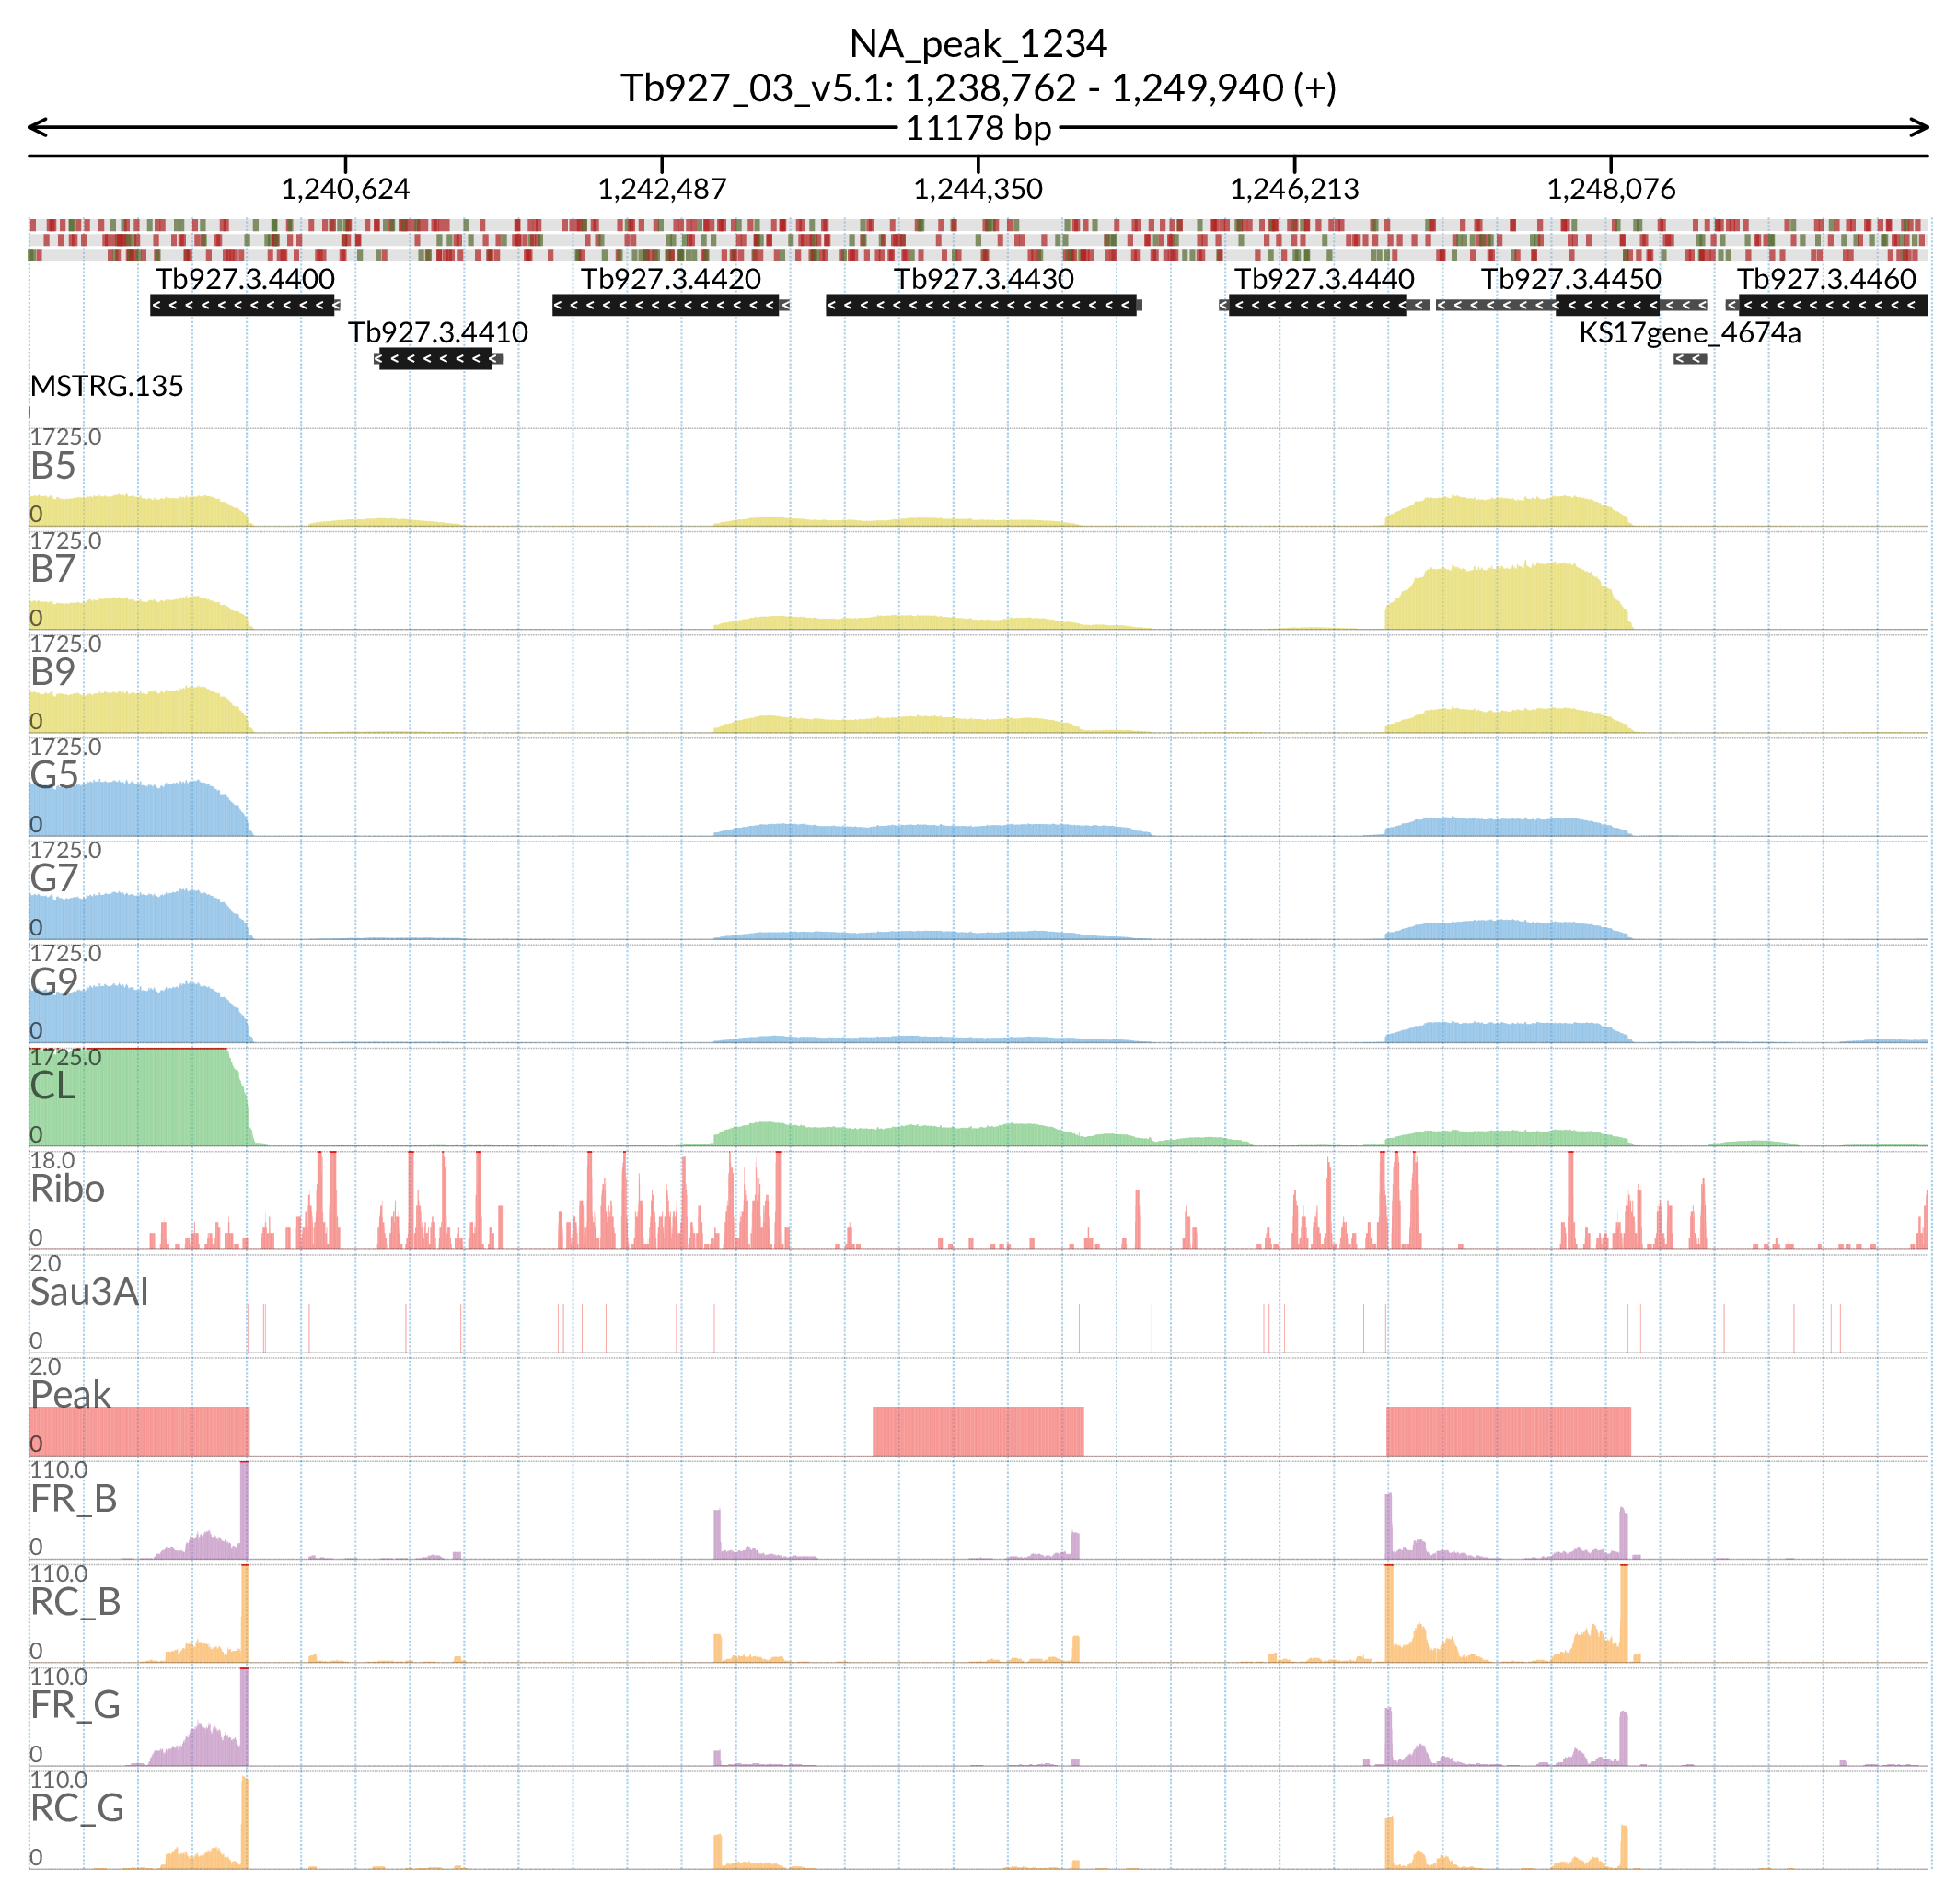 NA_peak_1234
Tb927_03_v5.1: 1,238,762 - 1,249,940 (+)
11178 bp
1,240,624 1,242,487 1,244,350 1,246,213 1,248,076
Tb927.3.4400 Tb927.3.4420 Tb927.3.4430 Tb927.3.4440 Tb927.3.4450 Tb927.3.4460
Tb927.3.4410 KS17gene_4674a
MSTRG.135
1725.0
B5
0
1725.0
B7
0
1725.0
B9
0
1725.0
G5
0
1725.0
G7
0
1725.0
G9
0
1725.0
CL
0
18.0
Ribo
0
2.0
Sau3AI
0
2.0
Peak
0
110.0
FR_B
0
110.0
RC_B
0
110.0
FR_G
0
110.0
RC_G
0